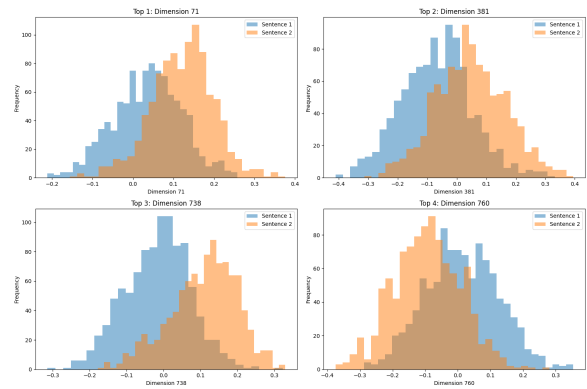 Top 1: Dimension 71
Sentence 1
Sentence 2
100
80
60
40
20
0
Frequency
−0.2
−0.1
0.0
0.1
0.2
0.3
0.4
Dimension 71
Top 2: Dimension 381
Sentence 1
Sentence 2
80
60
40
20
0
Frequency
−0.4
−0.3
−0.2
−0.1
0.0
0.1
0.2
0.3
0.4
Dimension 381
Top 3: Dimension 738
Sentence 1
Sentence 2
100
80
60
40
20
0
Frequency
−0.3
−0.2
−0.1
0.0
0.1
0.2
0.3
Dimension 738
Top 4: Dimension 760
Sentence 1
Sentence 2
80
60
40
20
0
Frequency
−0.3
−0.2
−0.1
0.0
0.1
0.2
0.3
Dimension 760